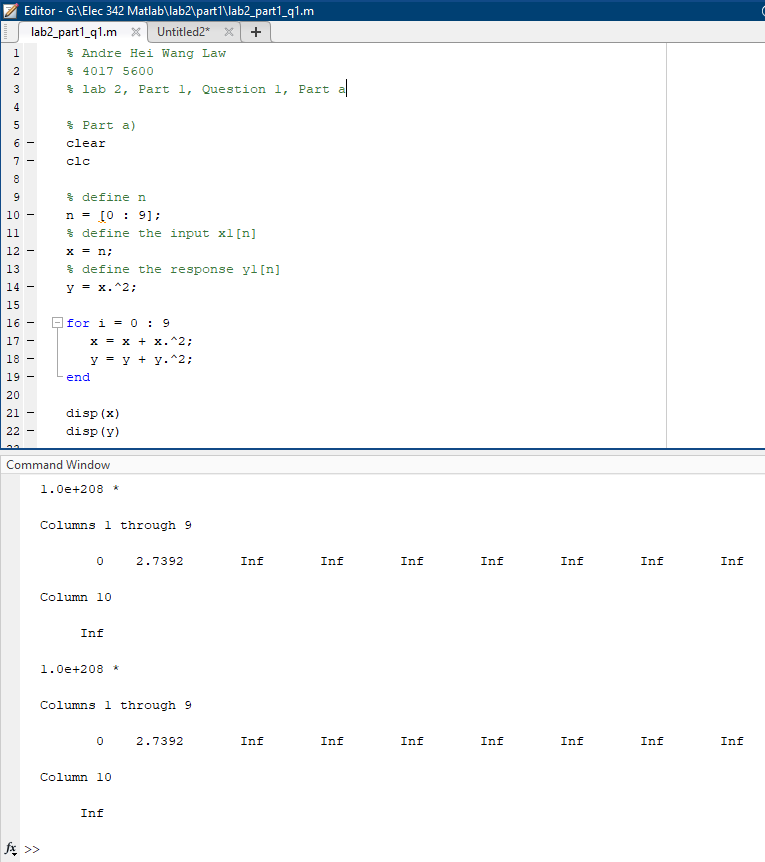 Editor - G:\Elec 342 Matlab\lab2\part1\lab2_part1_q1.m
lab2_part1_q1.m × Untitled2* × +
1 % Andre Hei Wang Law
2 % 4017 5600
3 % lab 2, Part 1, Question 1, Part a
4
5 % Part a)
6 – clear
7 – clc
8
9 % define n
10 – n = [0 : 9];
11 % define the input x1[n]
12 – x = n;
13 % define the response y1[n]
14 – y = x.^2;
15
16 – for i = 0 : 9
17 – x = x + x.^2;
18 – y = y + y.^2;
19 – end
20
21 – disp(x)
22 – disp(y)
Command Window
1.0e+208 *
Columns 1 through 9
0 2.7392 Inf Inf Inf Inf Inf Inf Inf
Column 10
Inf
1.0e+208 *
Columns 1 through 9
0 2.7392 Inf Inf Inf Inf Inf Inf Inf
Column 10
Inf
fx >>